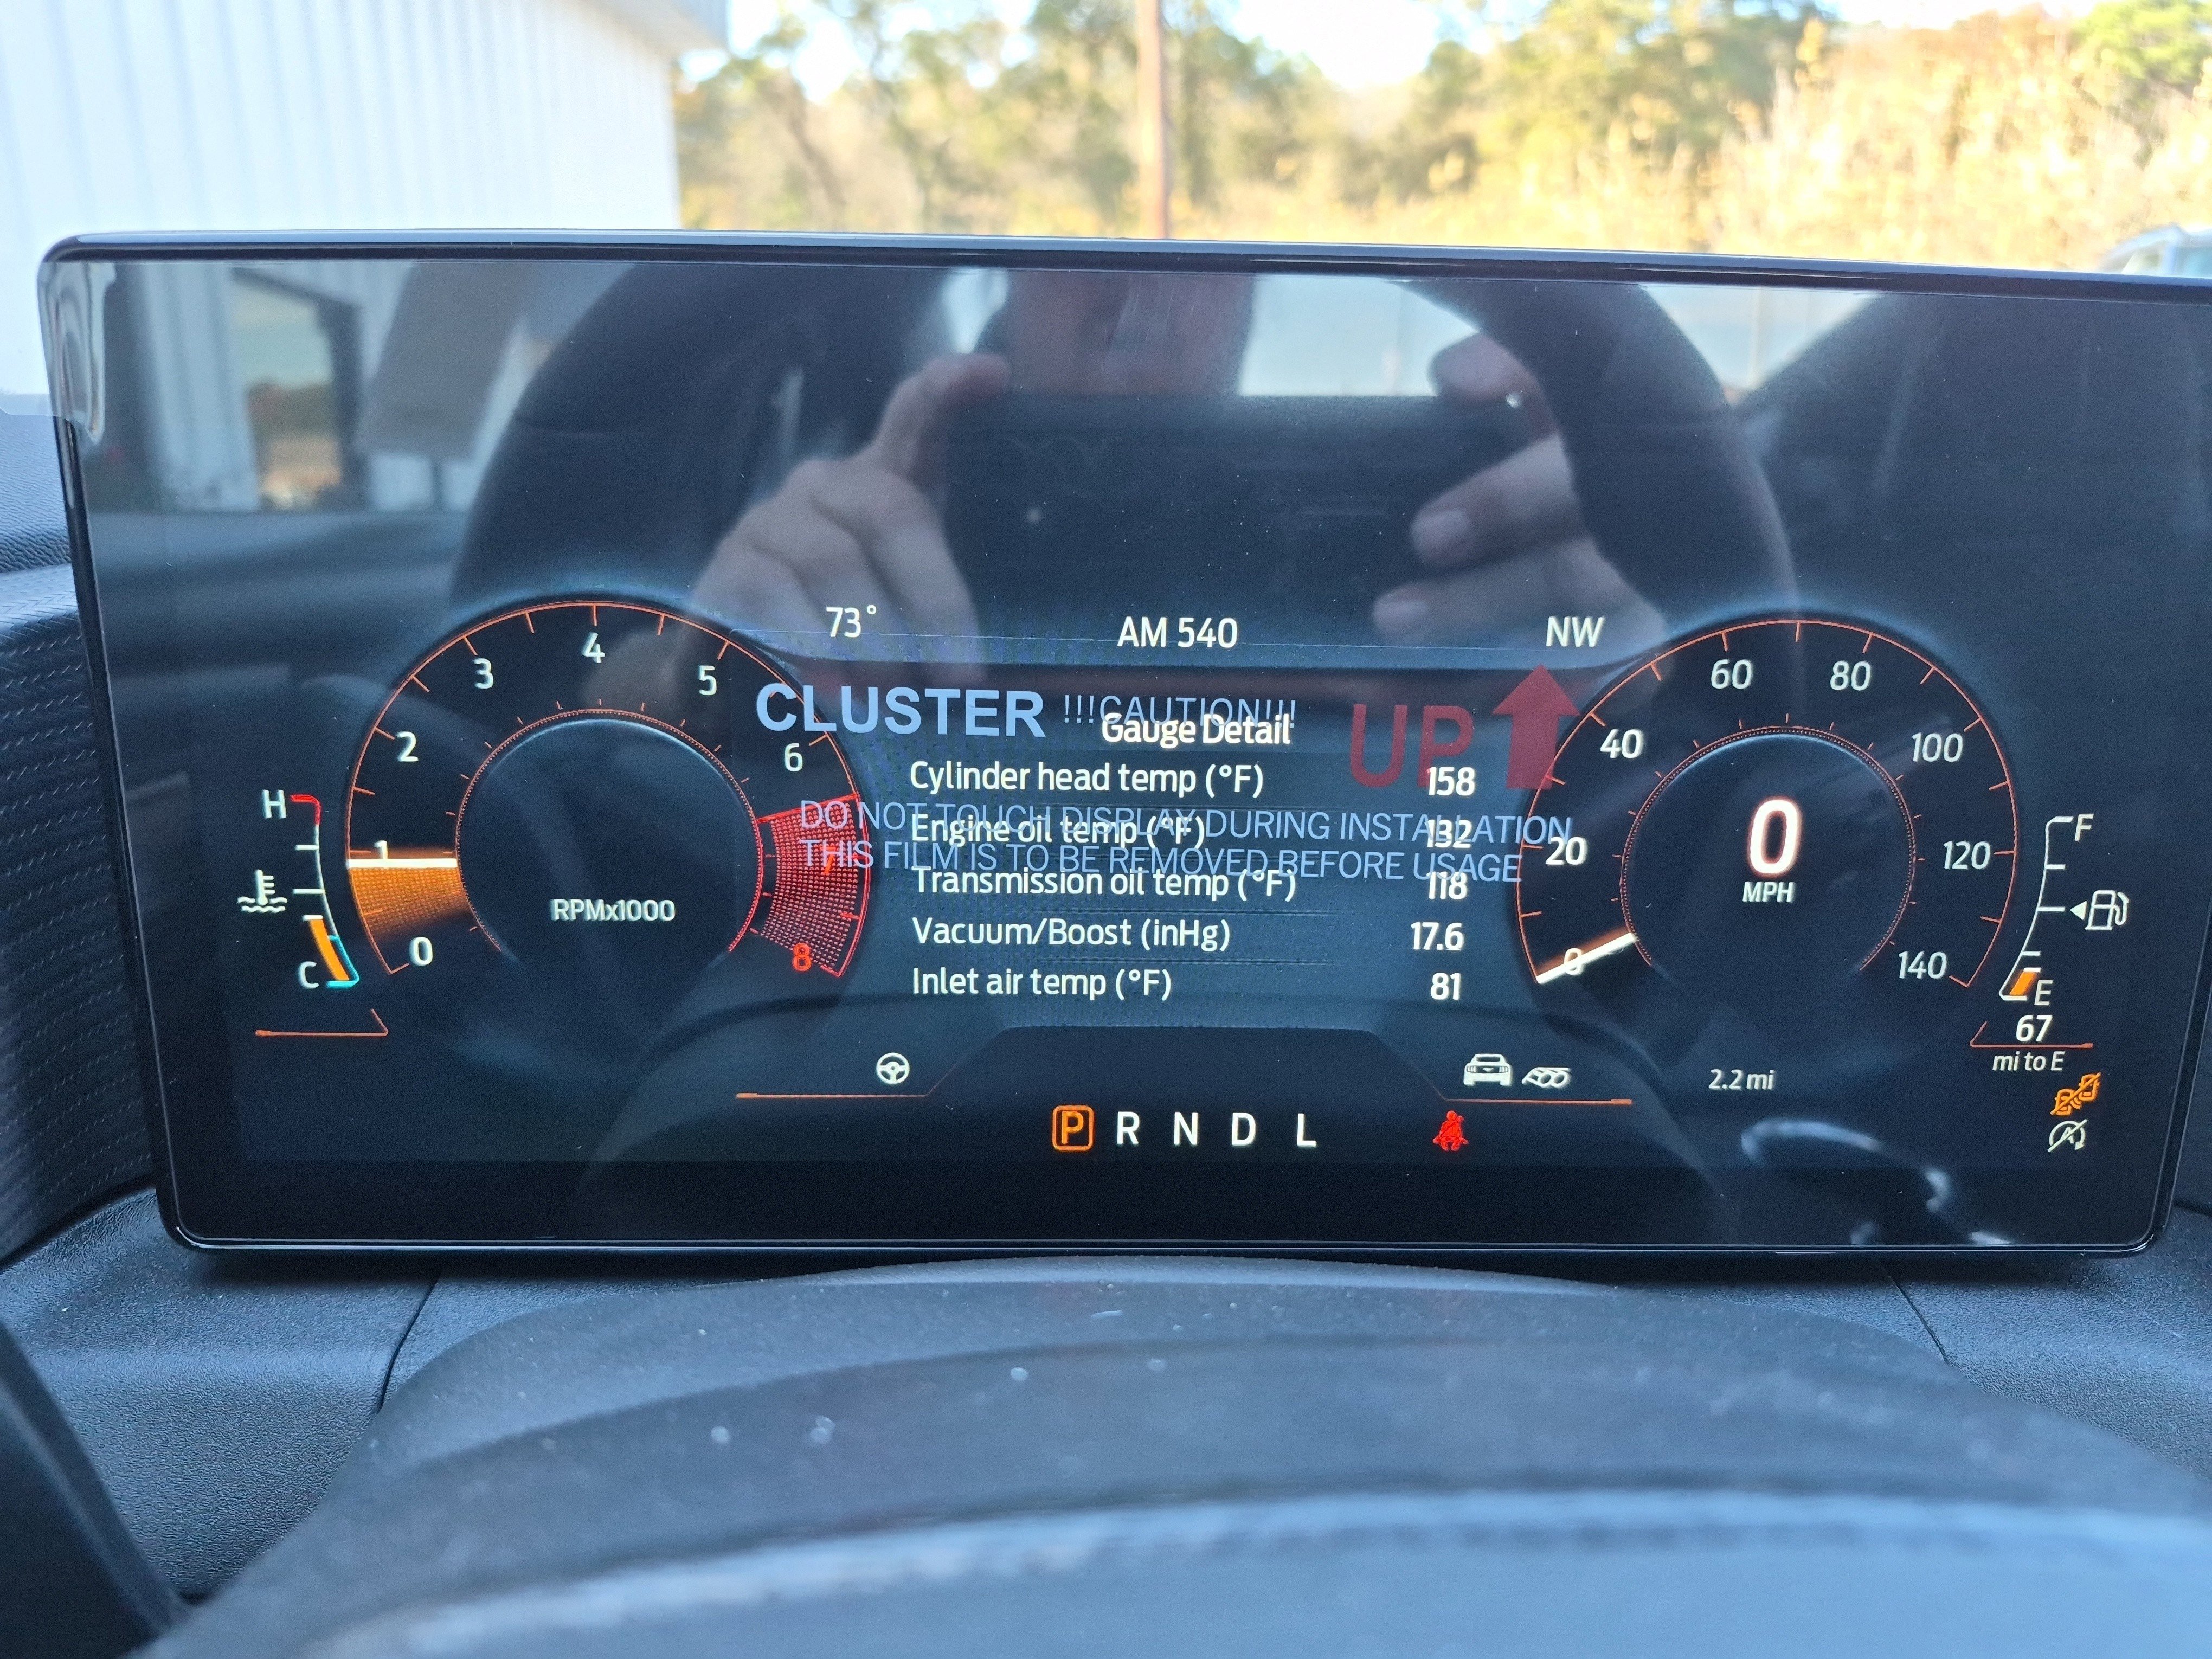 73°
AM 540
NW
CLUSTER !!!CAUTION!!! UP
Gauge Detail
Cylinder head temp (°F) 158
DO NOT TOUCH DISPLAY DURING INSTALLATION
Engine oil temp (°F) 132
THIS FILM IS TO BE REMOVED BEFORE USAGE
Transmission oil temp (°F) 118
Vacuum/Boost (inHg) 17.6
Inlet air temp (°F) 81
H
C
0
1
2
3
4
5
6
7
8
RPMx1000
0
20
40
60
80
100
120
140
0
MPH
F
E
67
mi to E
2.2 mi
P R N D L